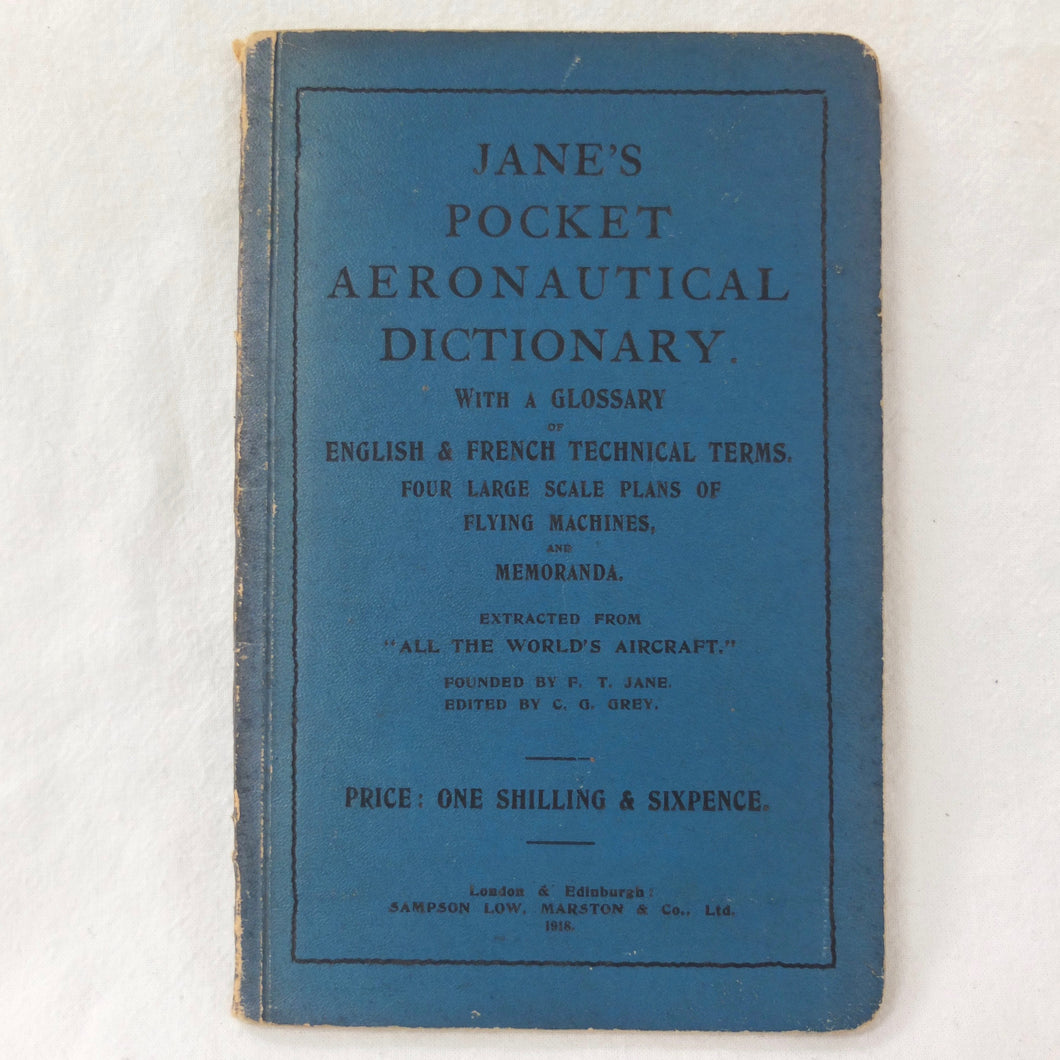 JANE'S
POCKET
AERONAUTICAL
DICTIONARY.
WITH A GLOSSARY
OF
ENGLISH & FRENCH TECHNICAL TERMS.
FOUR LARGE SCALE PLANS OF
FLYING MACHINES,
AND
MEMORANDA.
EXTRACTED FROM
"ALL THE WORLD'S AIRCRAFT."
FOUNDED BY F. T. JANE.
EDITED BY C. G. GREY.
PRICE: ONE SHILLING & SIXPENCE.
London & Edinburgh:
SAMPSON LOW, MARSTON & Co., Ltd.
1918.